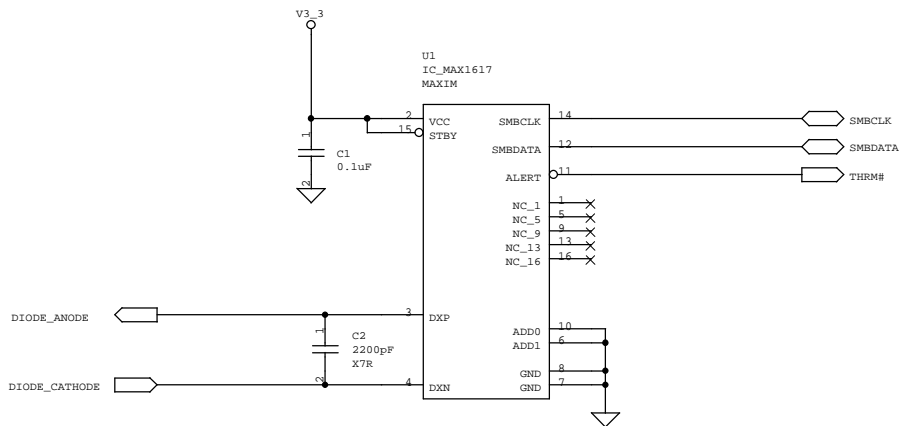 V3_3
U1
IC_MAX1617
MAXIM
2
VCC
15
STBY
SMBCLK
14
SMBCLK
SMBDATA
12
SMBDATA
ALERT
11
THRM#
1
C1
0.1uF
2
NC_1
1
NC_5
5
NC_9
9
NC_13
13
NC_16
16
DIODE_ANODE
3
DXP
1
C2
2200pF
X7R
2
ADD0
10
ADD1
6
GND
8
GND
7
DIODE_CATHODE
4
DXN